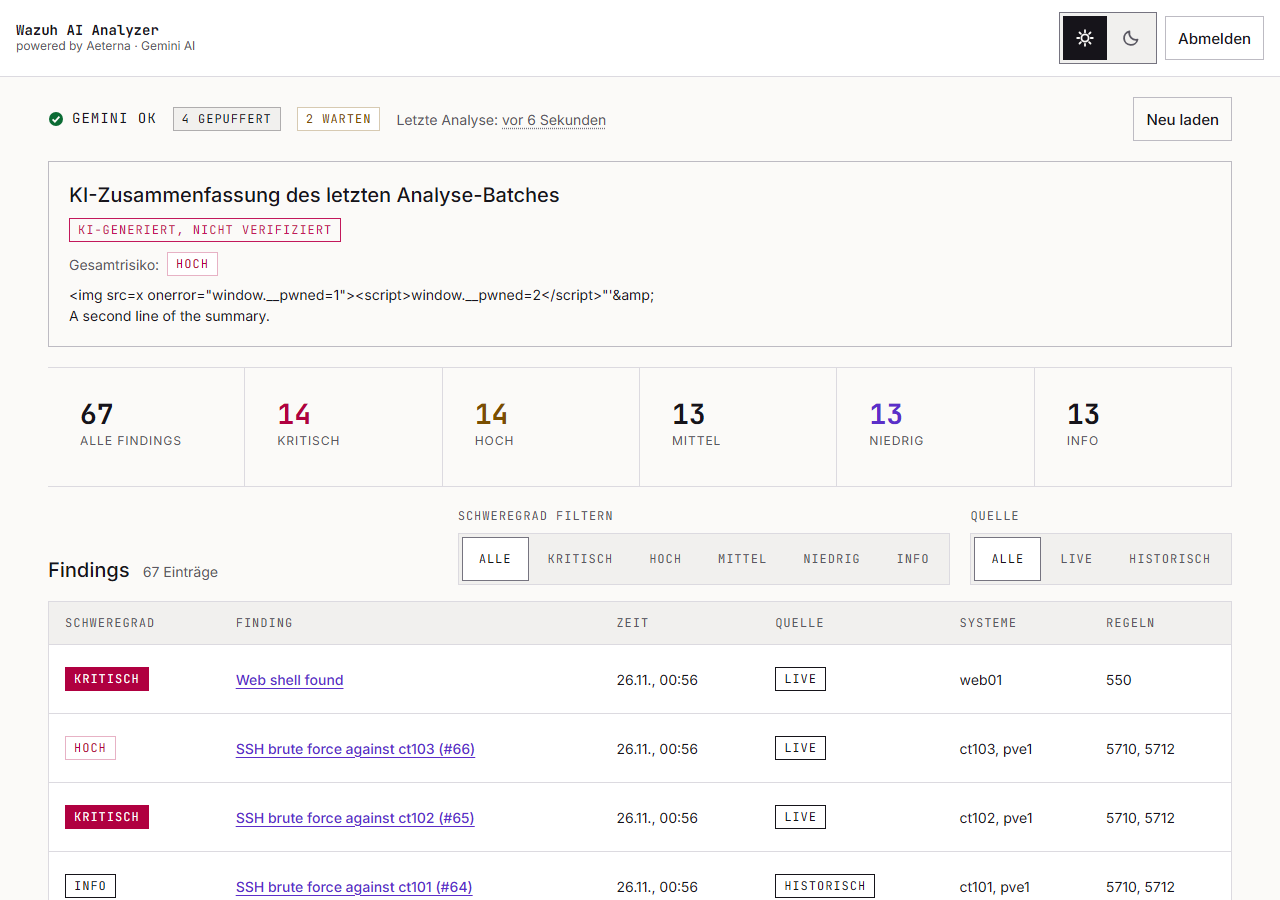 Wazuh AI Analyzer
powered by Aeterna · Gemini AI
Abmelden
GEMINI OK
4 GEPUFFERT
2 WARTEN
Letzte Analyse: vor 6 Sekunden
Neu laden
KI-Zusammenfassung des letzten Analyse-Batches
KI-GENERIERT, NICHT VERIFIZIERT
Gesamtrisiko: HOCH
<img src=x onerror="window.__pwned=1"><script>window.__pwned=2</script>"'&amp;
A second line of the summary.
67
ALLE FINDINGS
14
KRITISCH
14
HOCH
13
MITTEL
13
NIEDRIG
13
INFO
Findings 67 Einträge
SCHWEREGRAD FILTERN
ALLE KRITISCH HOCH MITTEL NIEDRIG INFO
QUELLE
ALLE LIVE HISTORISCH
SCHWEREGRAD FINDING ZEIT QUELLE SYSTEME REGELN
KRITISCH Web shell found 26.11., 00:56 LIVE web01 550
HOCH SSH brute force against ct103 (#66) 26.11., 00:56 LIVE ct103, pve1 5710, 5712
KRITISCH SSH brute force against ct102 (#65) 26.11., 00:56 LIVE ct102, pve1 5710, 5712
INFO SSH brute force against ct101 (#64) 26.11., 00:56 HISTORISCH ct101, pve1 5710, 5712